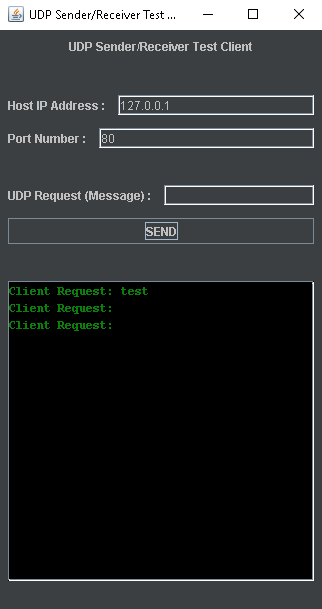 UDP Sender/Receiver Test ...
UDP Sender/Receiver Test Client
Host IP Address :
127.0.0.1
Port Number :
80
UDP Request (Message) :
SEND
Client Request: test
Client Request:
Client Request: